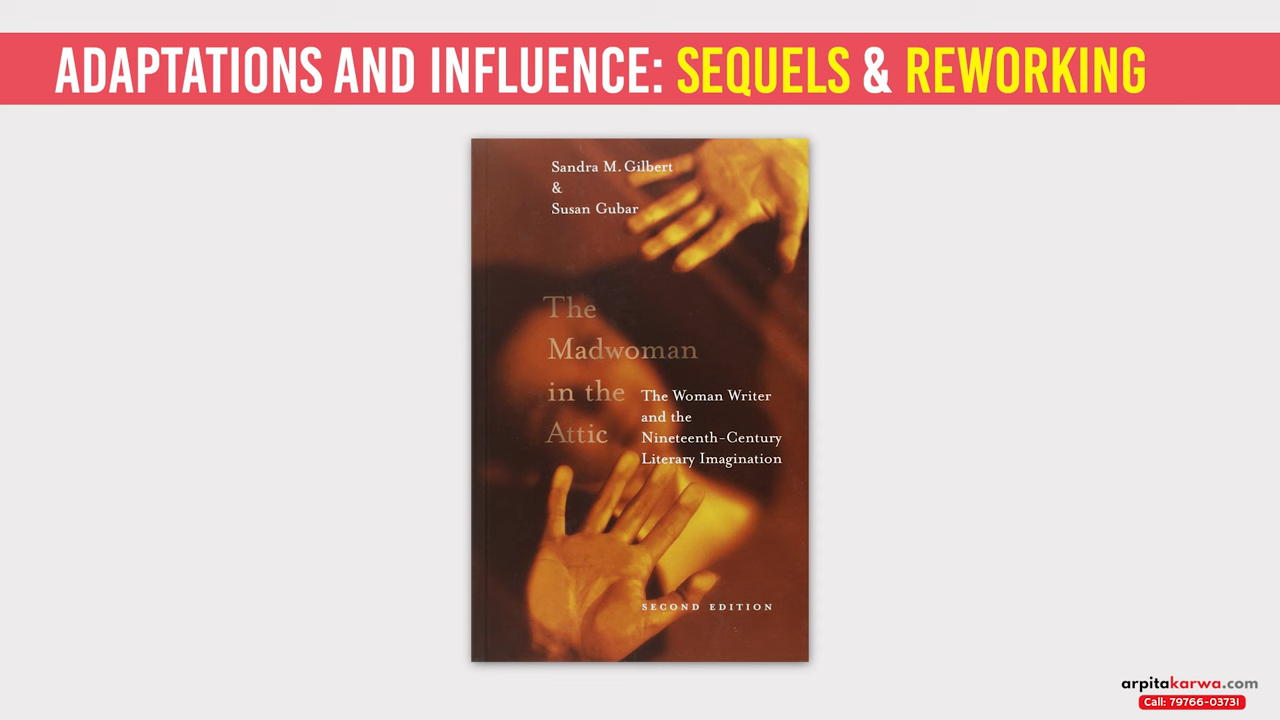 ADAPTATIONS AND INFLUENCE: SEQUELS & REWORKING
Sandra M. Gilbert
&
Susan Gubar
The
Madwoman
in the
Attic
The Woman Writer
and the
Nineteenth-Century
Literary Imagination
SECOND EDITION
arpitakarwa.com
Call: 79766-03731